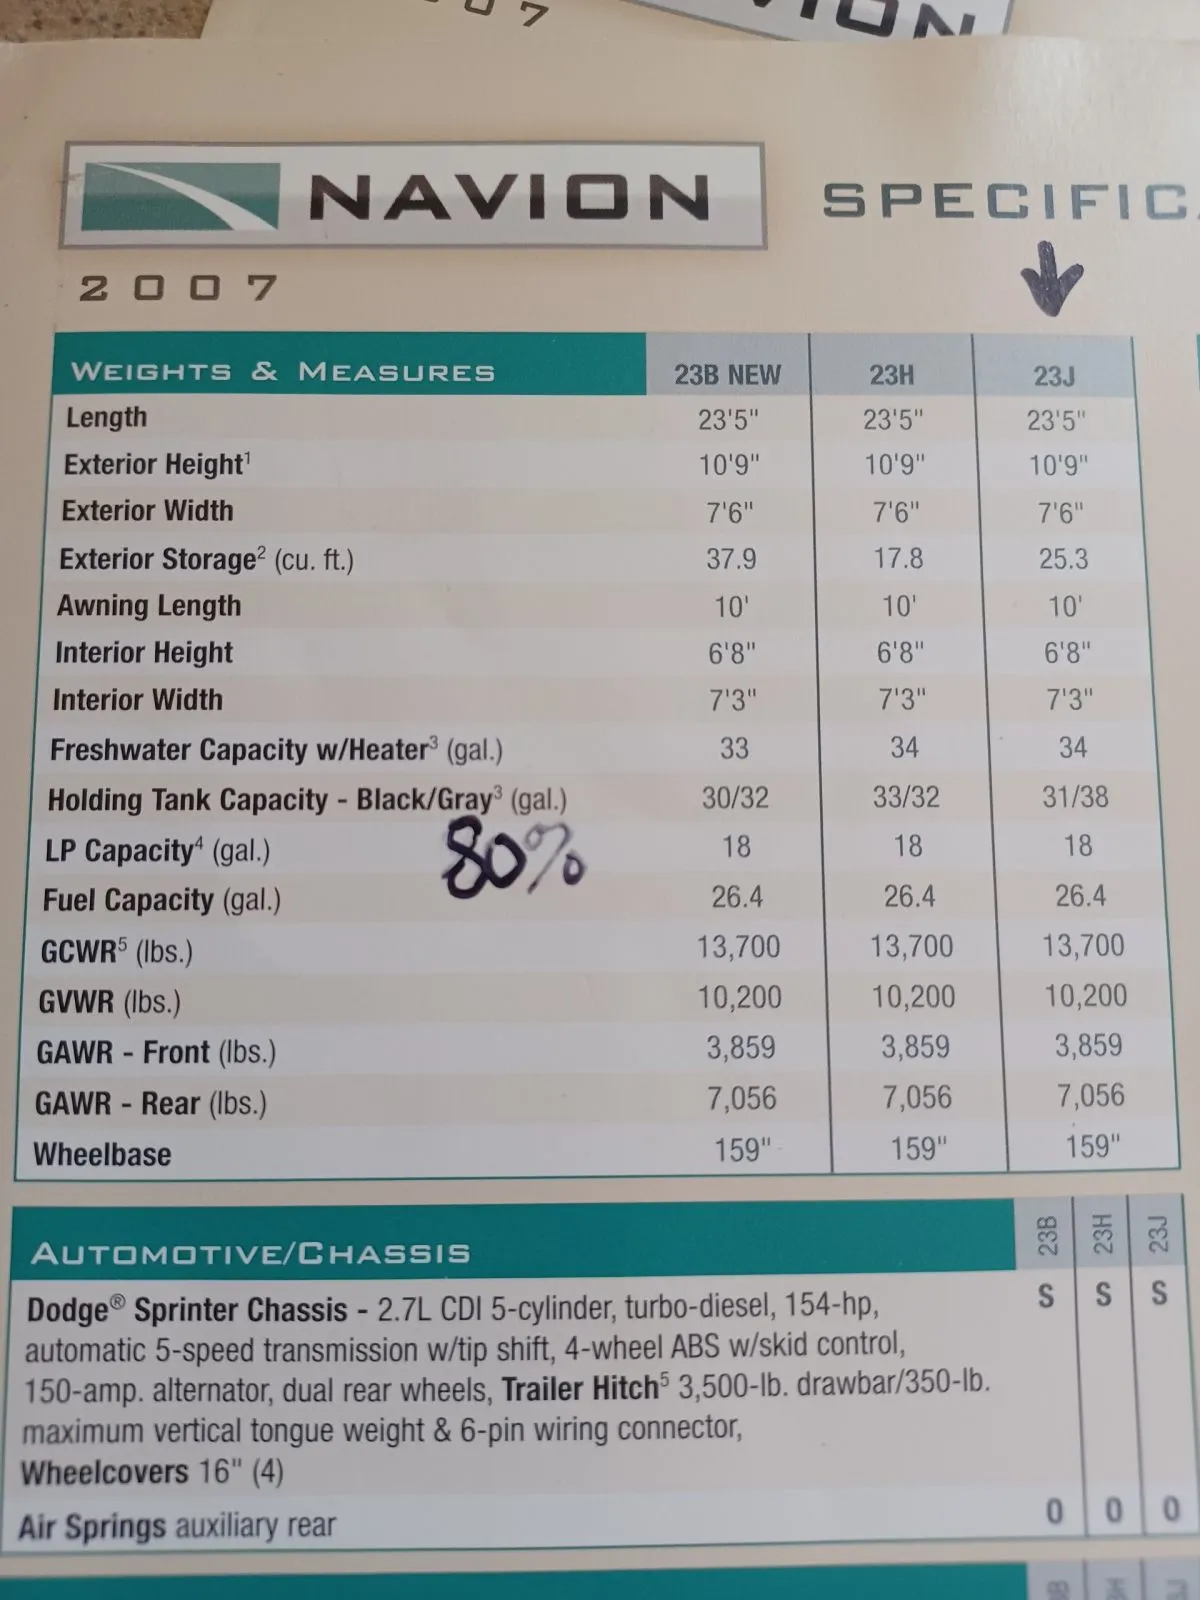 2007
NAVION
SPECIFIC
2007
WEIGHTS & MEASURES 23B NEW 23H 23J
Length 23'5" 23'5" 23'5"
Exterior Height¹ 10'9" 10'9" 10'9"
Exterior Width 7'6" 7'6" 7'6"
Exterior Storage² (cu. ft.) 37.9 17.8 25.3
Awning Length 10' 10' 10'
Interior Height 6'8" 6'8" 6'8"
Interior Width 7'3" 7'3" 7'3"
Freshwater Capacity w/Heater³ (gal.) 33 34 34
Holding Tank Capacity - Black/Gray³ (gal.) 30/32 33/32 31/38
LP Capacity⁴ (gal.) 80% 18 18 18
Fuel Capacity (gal.) 26.4 26.4 26.4
GCWR⁵ (lbs.) 13,700 13,700 13,700
GVWR (lbs.) 10,200 10,200 10,200
GAWR - Front (lbs.) 3,859 3,859 3,859
GAWR - Rear (lbs.) 7,056 7,056 7,056
Wheelbase 159" 159" 159"
AUTOMOTIVE/CHASSIS 23B 23H 23J
Dodge® Sprinter Chassis - 2.7L CDI 5-cylinder, turbo-diesel, 154-hp, S S S
automatic 5-speed transmission w/tip shift, 4-wheel ABS w/skid control,
150-amp. alternator, dual rear wheels, Trailer Hitch⁵ 3,500-lb. drawbar/350-lb.
maximum vertical tongue weight & 6-pin wiring connector,
Wheelcovers 16" (4)
Air Springs auxiliary rear O O O